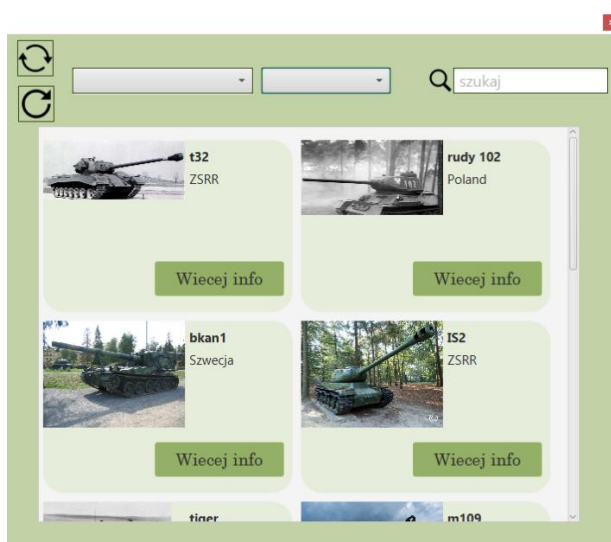 szukaj
t32
ZSRR
Wiecej info
rudy 102
Poland
Wiecej info
bkan1
Szwecja
Wiecej info
IS2
ZSRR
Wiecej info
tiger
m109